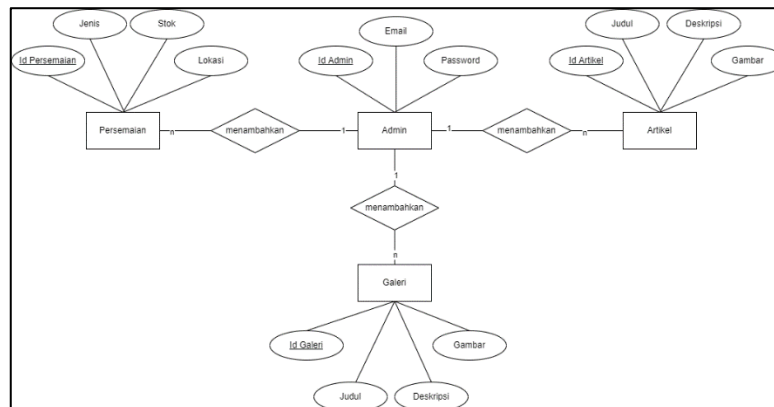 Jenis
Stok
Id Persemaian
Lokasi
Email
Id Admin
Password
Judul
Deskripsi
Id Artikel
Gambar
Persemaian
n
menambahkan
1
Admin
1
menambahkan
n
Artikel
1
menambahkan
n
Galeri
Id Galeri
Gambar
Judul
Deskripsi